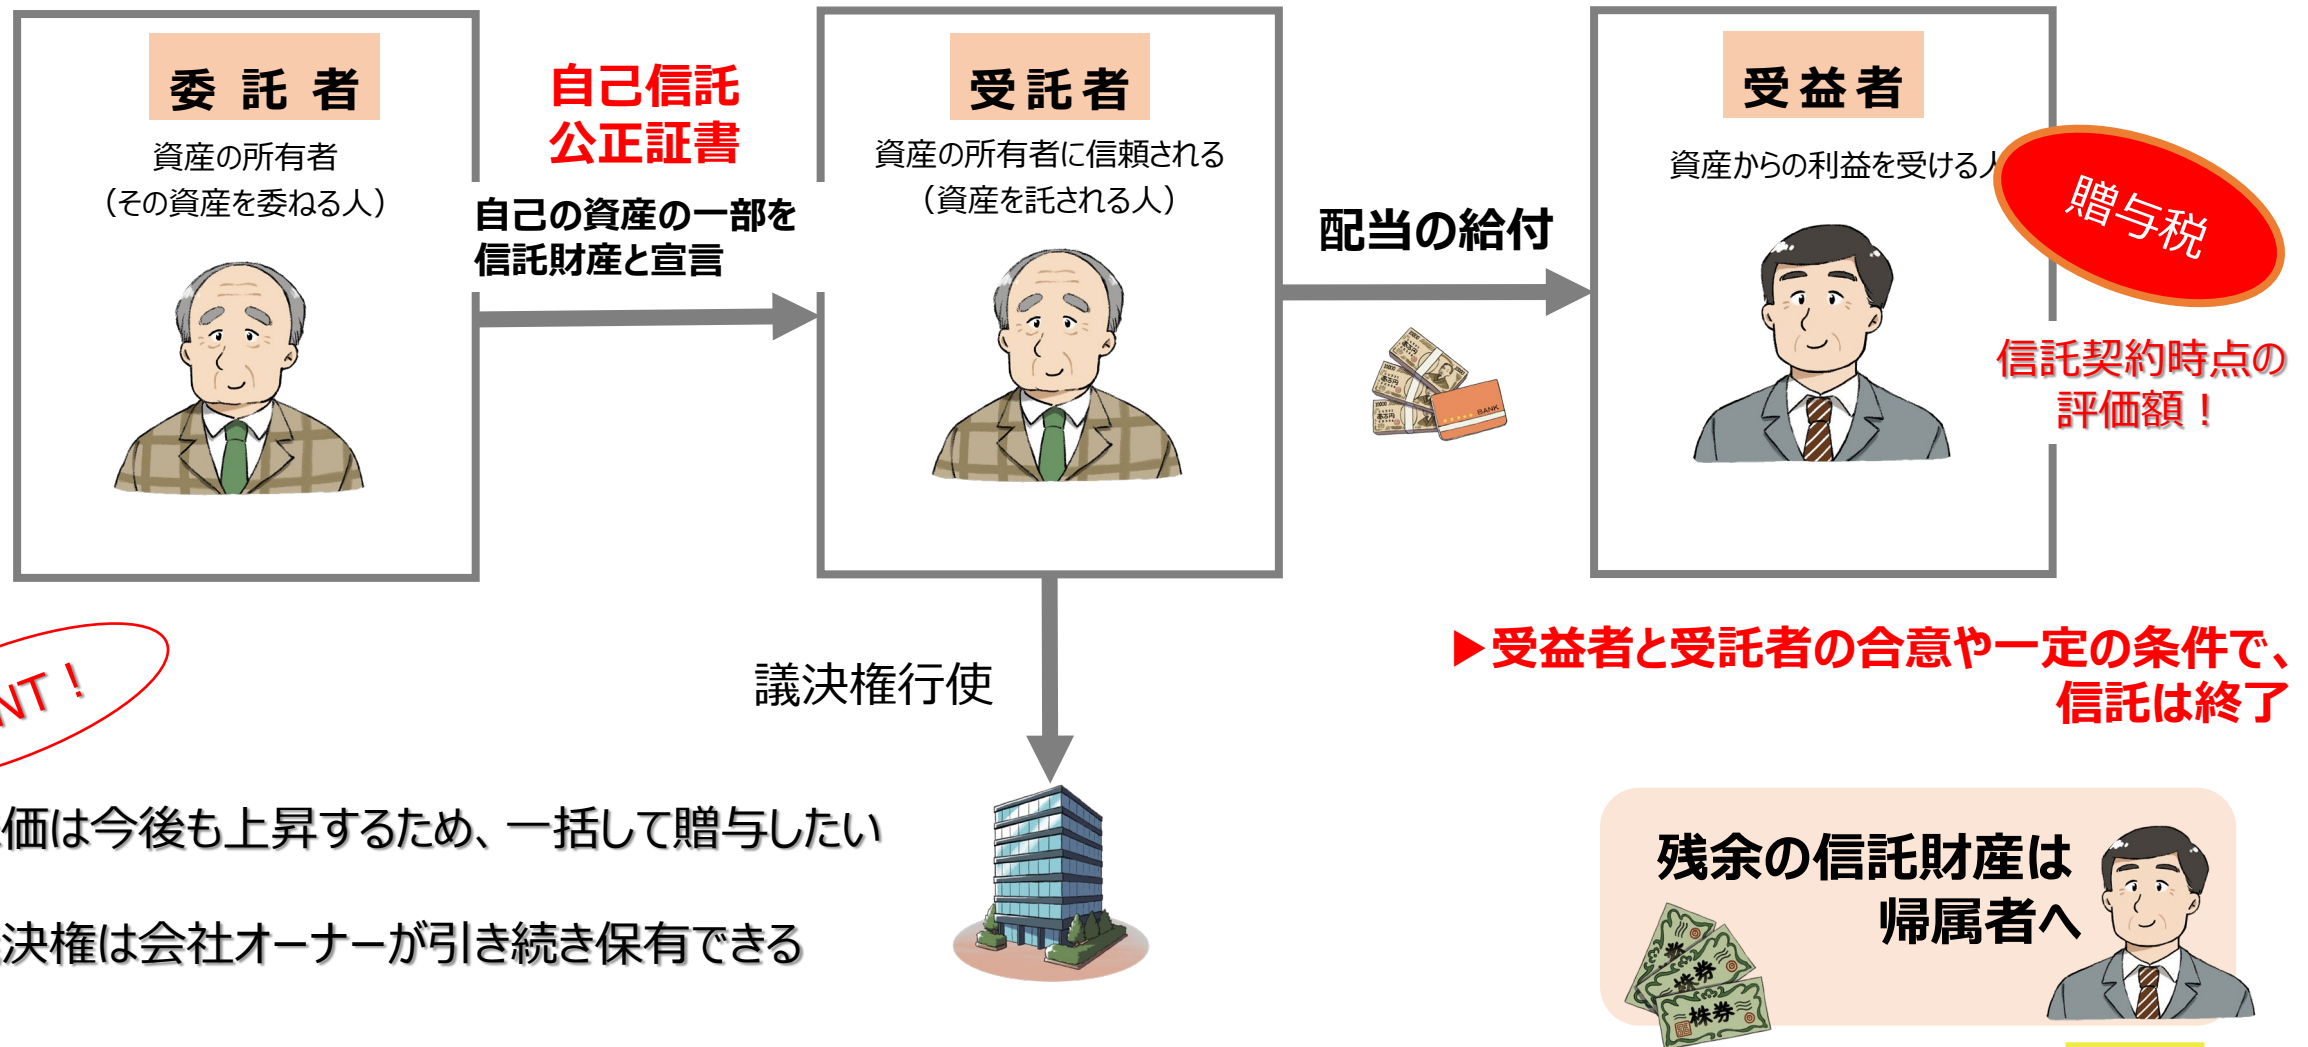 委託者
資産の所有者
（その資産を委ねる人）
自己信託
公正証書
自己の資産の一部を
信託財産と宣言
受託者
資産の所有者に信頼される
（資産を託される人）
配当の給付
受益者
資産からの利益を受ける人
贈与税
信託契約時点の
評価額！
議決権行使
▶受益者と受託者の合意や一定の条件で、
信託は終了
NT！
価は今後も上昇するため、一括して贈与したい
決権は会社オーナーが引き続き保有できる
残余の信託財産は
帰属者へ
株券
株券
株券
BANK